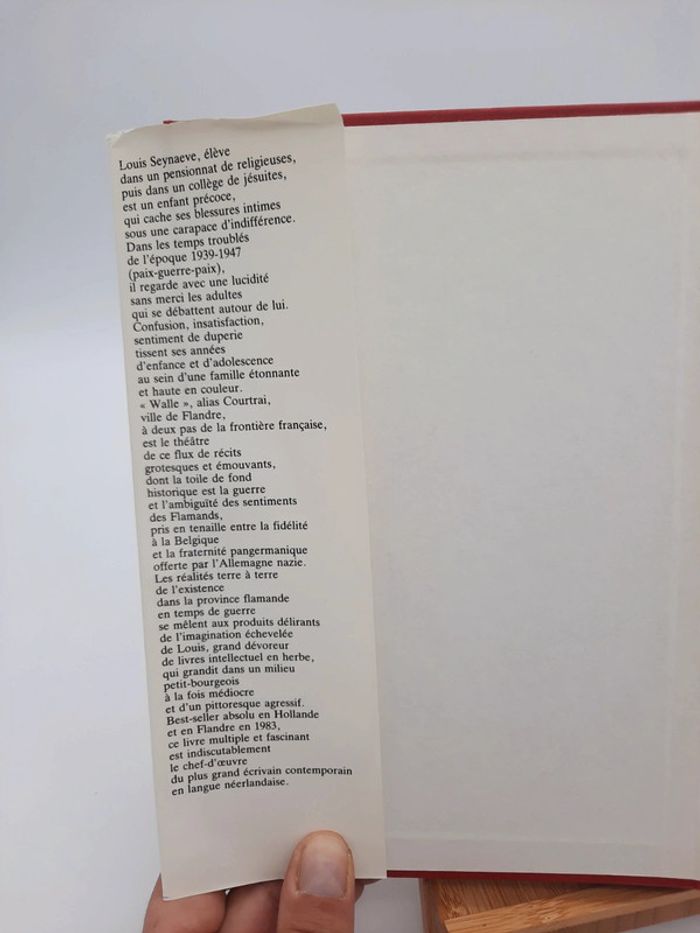 Louis Seynaeve, élève
dans un pensionnat de religieuses,
puis dans un collège de jésuites,
est un enfant précoce,
qui cache ses blessures intimes
sous une carapace d'indifférence.
Dans les temps troublés
de l'époque 1939-1947
(paix-guerre-paix),
il regarde avec une lucidité
sans merci les adultes
qui se débattent autour de lui.
Confusion, insatisfaction,
sentiment de duperie
tissent ses années
d'enfance et d'adolescence
au sein d'une famille étonnante
et haute en couleur.
« Walle », alias Courtrai,
ville de Flandre,
à deux pas de la frontière française,
est le théâtre
de ce flux de récits
grotesques et émouvants,
dont la toile de fond
historique est la guerre
et l'ambiguïté des sentiments
des Flamands,
pris en tenaille entre la fidélité
à la Belgique
et la fraternité pangermanique
offerte par l'Allemagne nazie.
Les réalités terre à terre
de l'existence
dans la province flamande
en temps de guerre
se mêlent aux produits délirants
de l'imagination échevelée
de Louis, grand dévoreur
de livres intellectuel en herbe,
qui grandit dans un milieu
petit-bourgeois
à la fois médiocre
et d'un pittoresque agressif.
Best-seller absolu en Hollande
et en Flandre en 1983,
ce livre multiple et fascinant
est indiscutablement
le chef-d'œuvre
du plus grand écrivain contemporain
en langue néerlandaise.